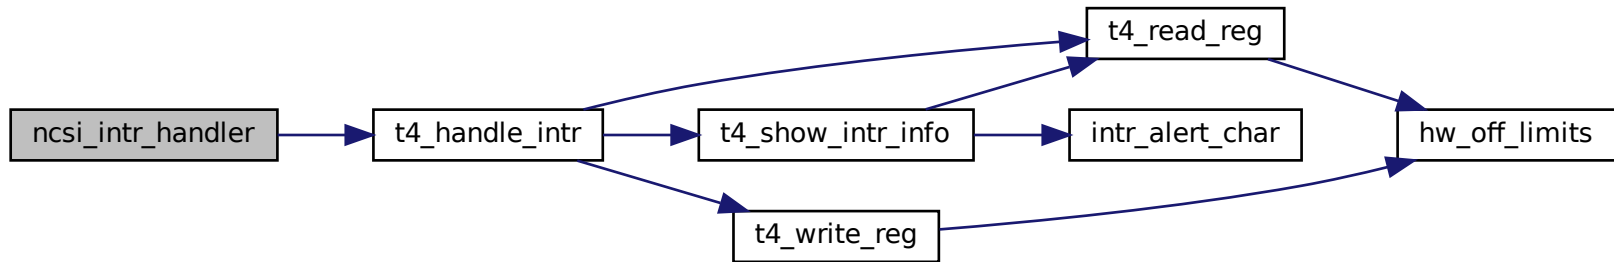 ncsi_intr_handler
t4_handle_intr
t4_read_reg
t4_show_intr_info
intr_alert_char
hw_off_limits
t4_write_reg